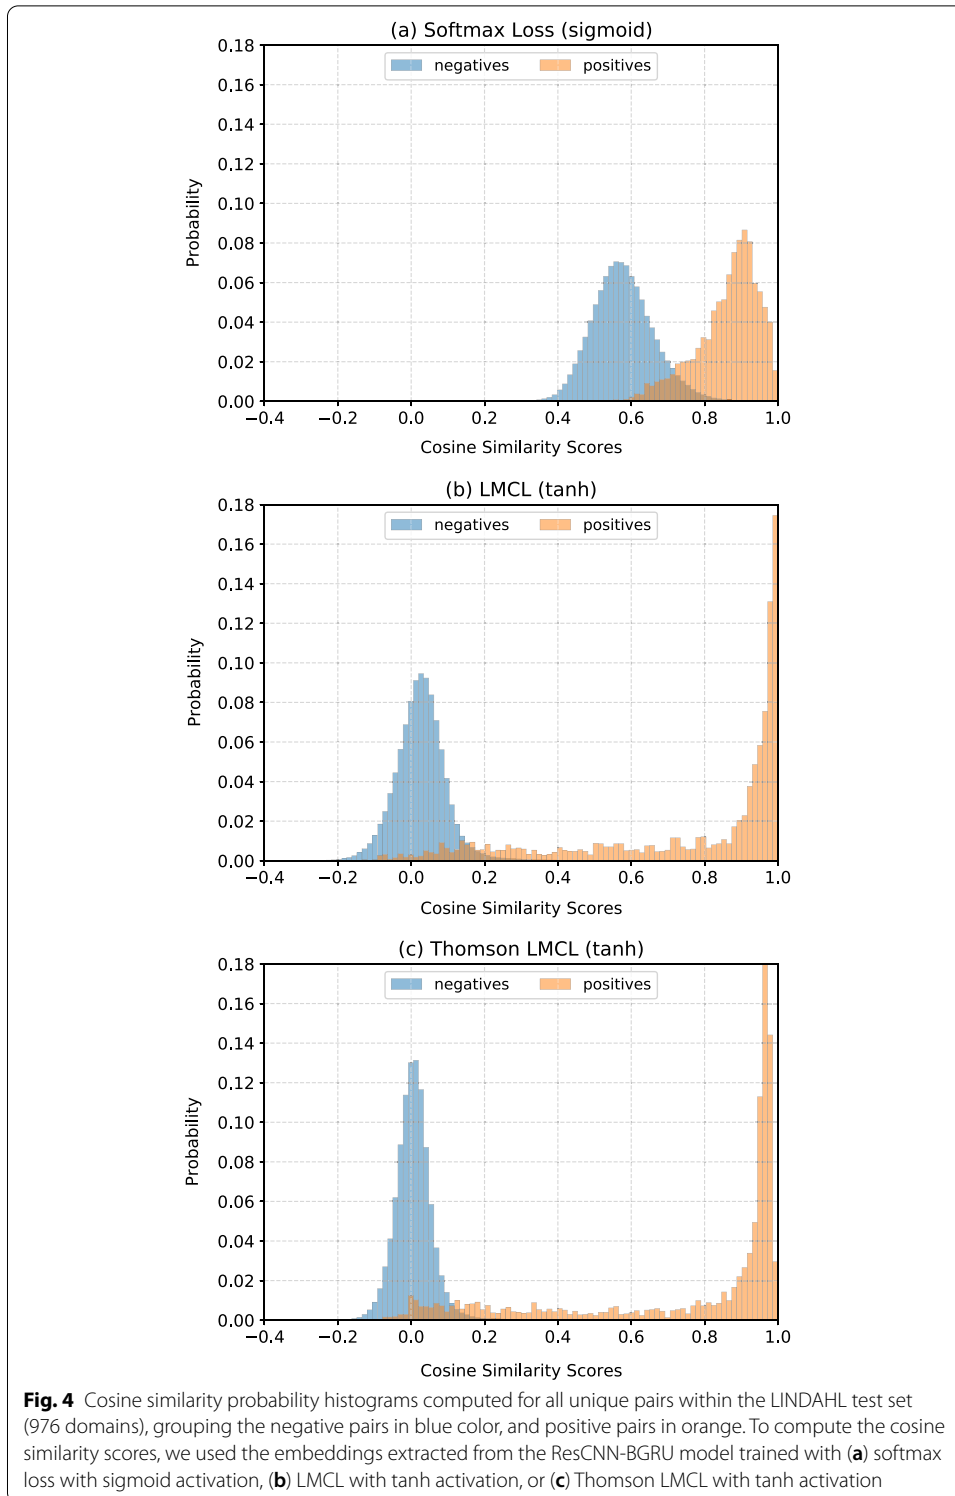 (a) Softmax Loss (sigmoid)
negatives positives
0.18
0.16
0.14
0.12
0.10
0.08
0.06
0.04
0.02
0.00
Probability
−0.4 −0.2 0.0 0.2 0.4 0.6 0.8 1.0
Cosine Similarity Scores
(b) LMCL (tanh)
negatives positives
0.18
0.16
0.14
0.12
0.10
0.08
0.06
0.04
0.02
0.00
Probability
−0.4 −0.2 0.0 0.2 0.4 0.6 0.8 1.0
Cosine Similarity Scores
(c) Thomson LMCL (tanh)
negatives positives
0.18
0.16
0.14
0.12
0.10
0.08
0.06
0.04
0.02
0.00
Probability
−0.4 −0.2 0.0 0.2 0.4 0.6 0.8 1.0
Cosine Similarity Scores
Fig. 4 Cosine similarity probability histograms computed for all unique pairs within the LINDAHL test set
(976 domains), grouping the negative pairs in blue color, and positive pairs in orange. To compute the cosine
similarity scores, we used the embeddings extracted from the ResCNN-BGRU model trained with (a) softmax
loss with sigmoid activation, (b) LMCL with tanh activation, or (c) Thomson LMCL with tanh activation